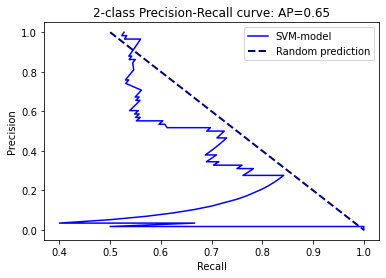 2-class Precision-Recall curve: AP=0.65
SVM-model
Random prediction
Precision
1.0
0.8
0.6
0.4
0.2
0.0
0.4 0.5 0.6 0.7 0.8 0.9 1.0
Recall